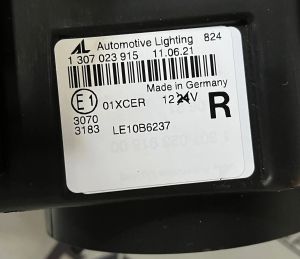 AL Automotive Lighting 824
1 307 023 915 11.06.21
Made in Germany
E1 01XCER 12 24V R
3070
3183 LE10B6237